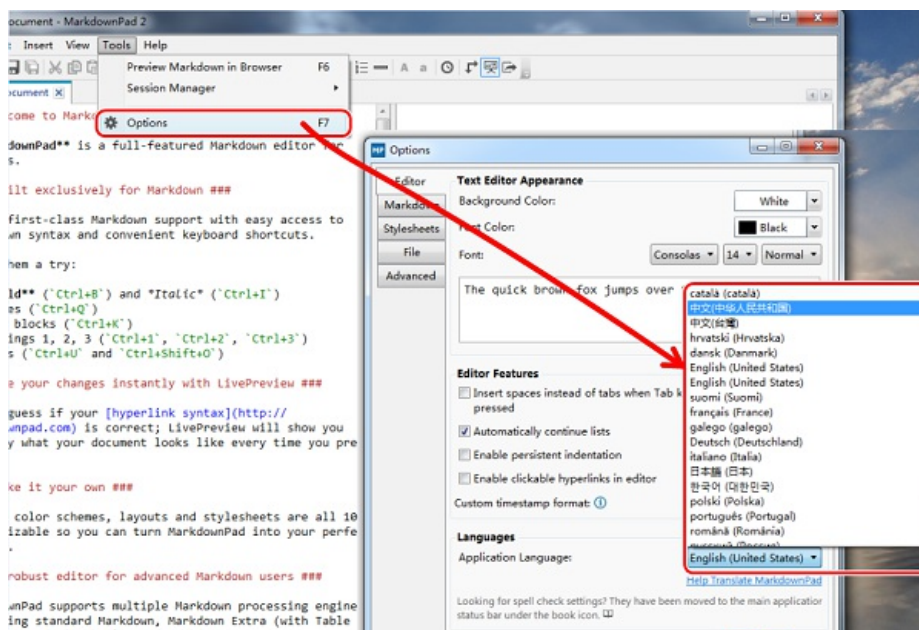 ocument - MarkdownPad 2
Insert View Tools Help
Preview Markdown in Browser F6
Session Manager
Options F7
ocument
come to Mark
downPad** is a full-featured Markdown editor for
s.
ilt exclusively for Markdown ###
first-class Markdown support with easy access to
wn syntax and convenient keyboard shortcuts.
hem a try:
ld** (`Ctrl+B`) and *Italic* (`Ctrl+I`)
es (`Ctrl+Q`)
blocks (`Ctrl+K`)
ings 1, 2, 3 (`Ctrl+1`, `Ctrl+2`, `Ctrl+3`)
s (`Ctrl+U` and `Ctrl+Shift+O`)
e your changes instantly with LivePreview ###
guess if your [hyperlink syntax](http://
wnpad.com) is correct; LivePreview will show you
y what your document looks like every time you pre
ke it your own ###
color schemes, layouts and stylesheets are all 10
izable so you can turn MarkdownPad into your perfe
.
robust editor for advanced Markdown users ###
wnPad supports multiple Markdown processing engine
ing standard Markdown, Markdown Extra (with Table
Options
Editor
Markdown
Stylesheets
File
Advanced
Text Editor Appearance
Background Color: White
Font Color: Black
Font: Consolas 14 Normal
The quick brown fox jumps over
Editor Features
Insert spaces instead of tabs when Tab k
pressed
Automatically continue lists
Enable persistent indentation
Enable clickable hyperlinks in editor
Custom timestamp format:
Languages
Application Language: English (United States)
Help Translate MarkdownPad
Looking for spell check settings? They have been moved to the main application
status bar under the book icon.
català (català)
中文(中华人民共和国)
中文(台灣)
hrvatski (Hrvatska)
dansk (Danmark)
English (United States)
English (United States)
suomi (Suomi)
français (France)
galego (galego)
Deutsch (Deutschland)
italiano (Italia)
日本語 (日本)
한국어 (대한민국)
polski (Polska)
português (Portugal)
română (România)